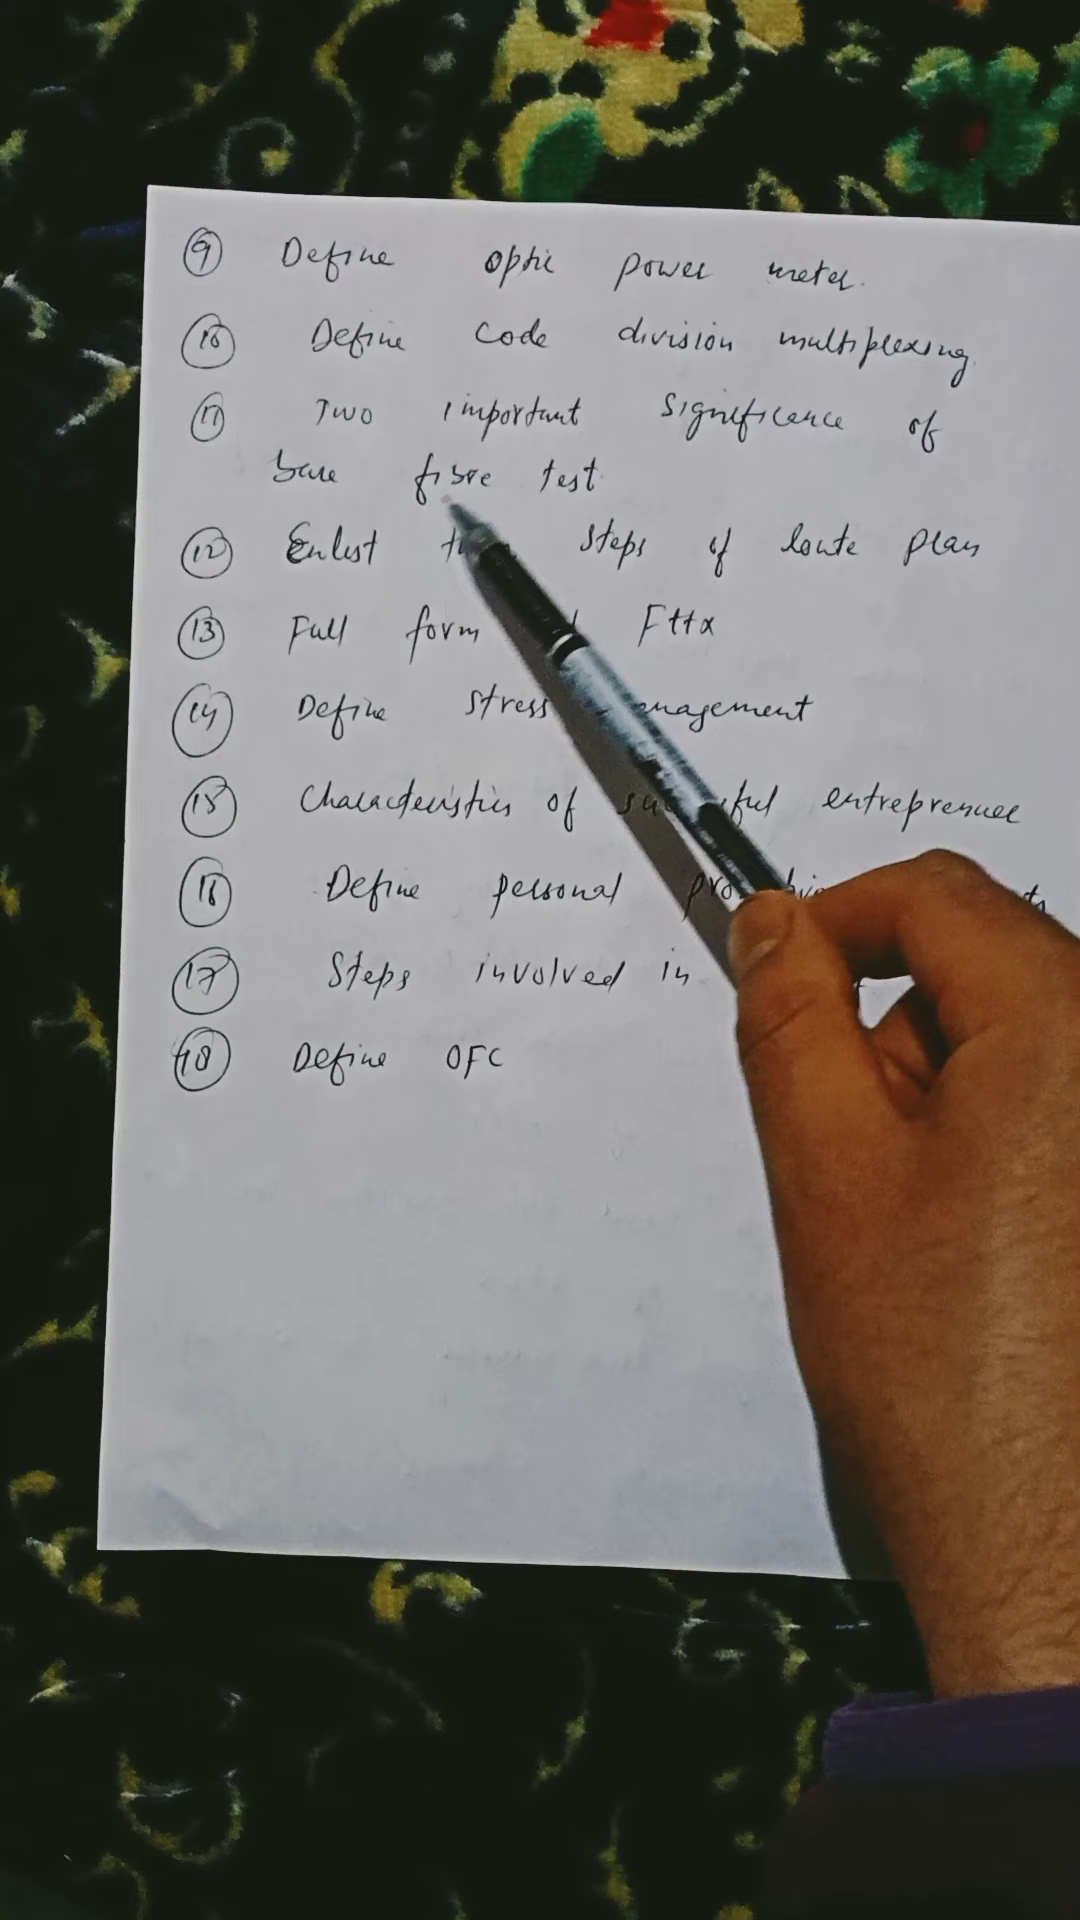 9 Define optic power meter.
10 Define code division multiplexing.
11 Two important significance of
bare fibre test
12 Enlist steps of route plan
13 Full form Fttx
14 Define stress
15 Characteristics of entreprenuer
16 Define personal
17 Steps involved in
18 Define OFC